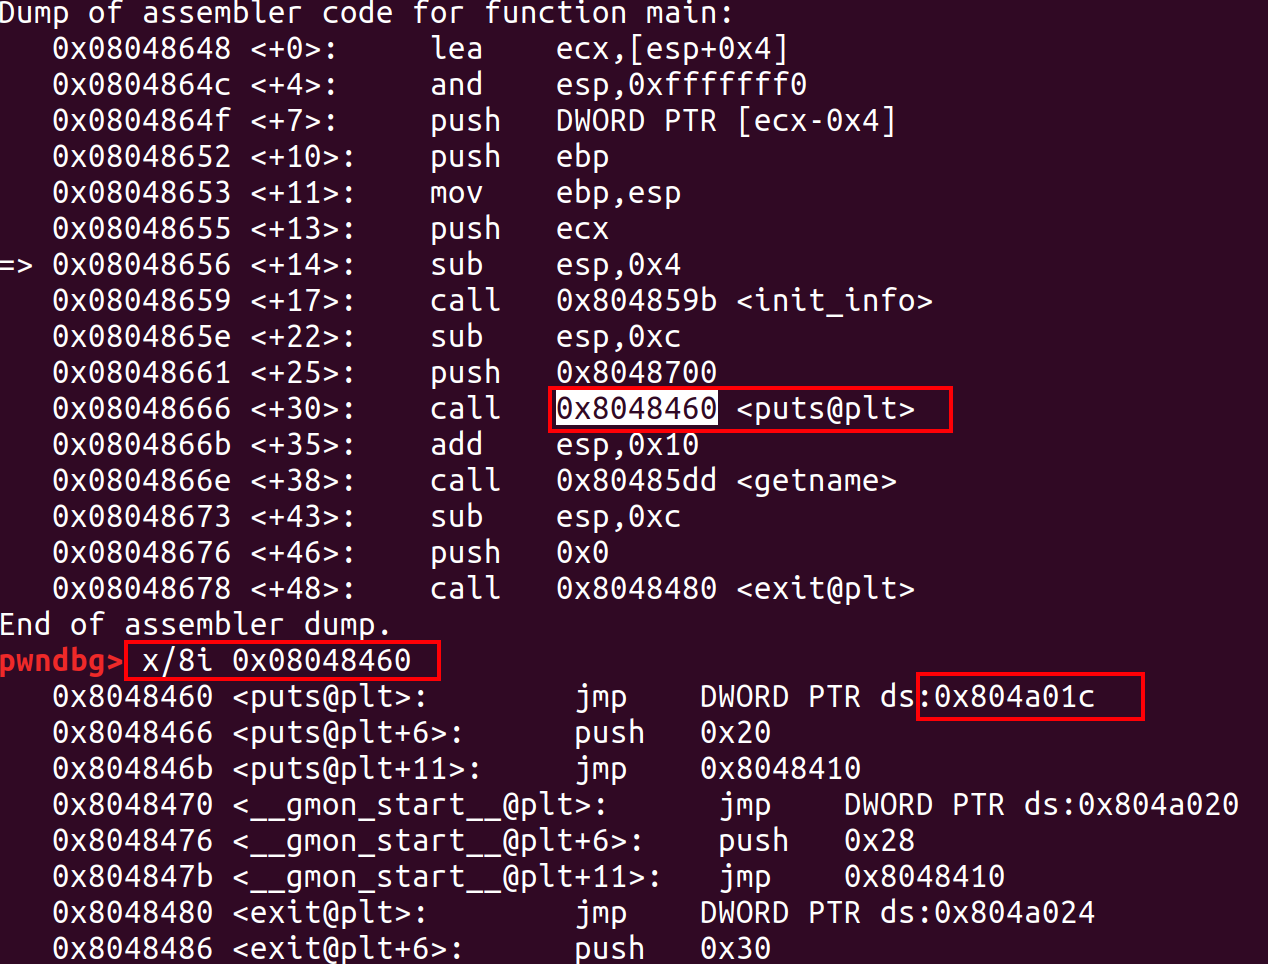 Dump of assembler code for function main:
   0x08048648 <+0>:     lea    ecx,[esp+0x4]
   0x0804864c <+4>:     and    esp,0xfffffff0
   0x0804864f <+7>:     push   DWORD PTR [ecx-0x4]
   0x08048652 <+10>:    push   ebp
   0x08048653 <+11>:    mov    ebp,esp
   0x08048655 <+13>:    push   ecx
=> 0x08048656 <+14>:    sub    esp,0x4
   0x08048659 <+17>:    call   0x804859b <init_info>
   0x0804865e <+22>:    sub    esp,0xc
   0x08048661 <+25>:    push   0x8048700
   0x08048666 <+30>:    call   0x8048460 <puts@plt>
   0x0804866b <+35>:    add    esp,0x10
   0x0804866e <+38>:    call   0x80485dd <getname>
   0x08048673 <+43>:    sub    esp,0xc
   0x08048676 <+46>:    push   0x0
   0x08048678 <+48>:    call   0x8048480 <exit@plt>
End of assembler dump.
pwndbg> x/8i 0x08048460
   0x8048460 <puts@plt>:        jmp    DWORD PTR ds:0x804a01c
   0x8048466 <puts@plt+6>:      push   0x20
   0x804846b <puts@plt+11>:     jmp    0x8048410
   0x8048470 <__gmon_start__@plt>:      jmp    DWORD PTR ds:0x804a020
   0x8048476 <__gmon_start__@plt+6>:    push   0x28
   0x804847b <__gmon_start__@plt+11>:   jmp    0x8048410
   0x8048480 <exit@plt>:        jmp    DWORD PTR ds:0x804a024
   0x8048486 <exit@plt+6>:      push   0x30